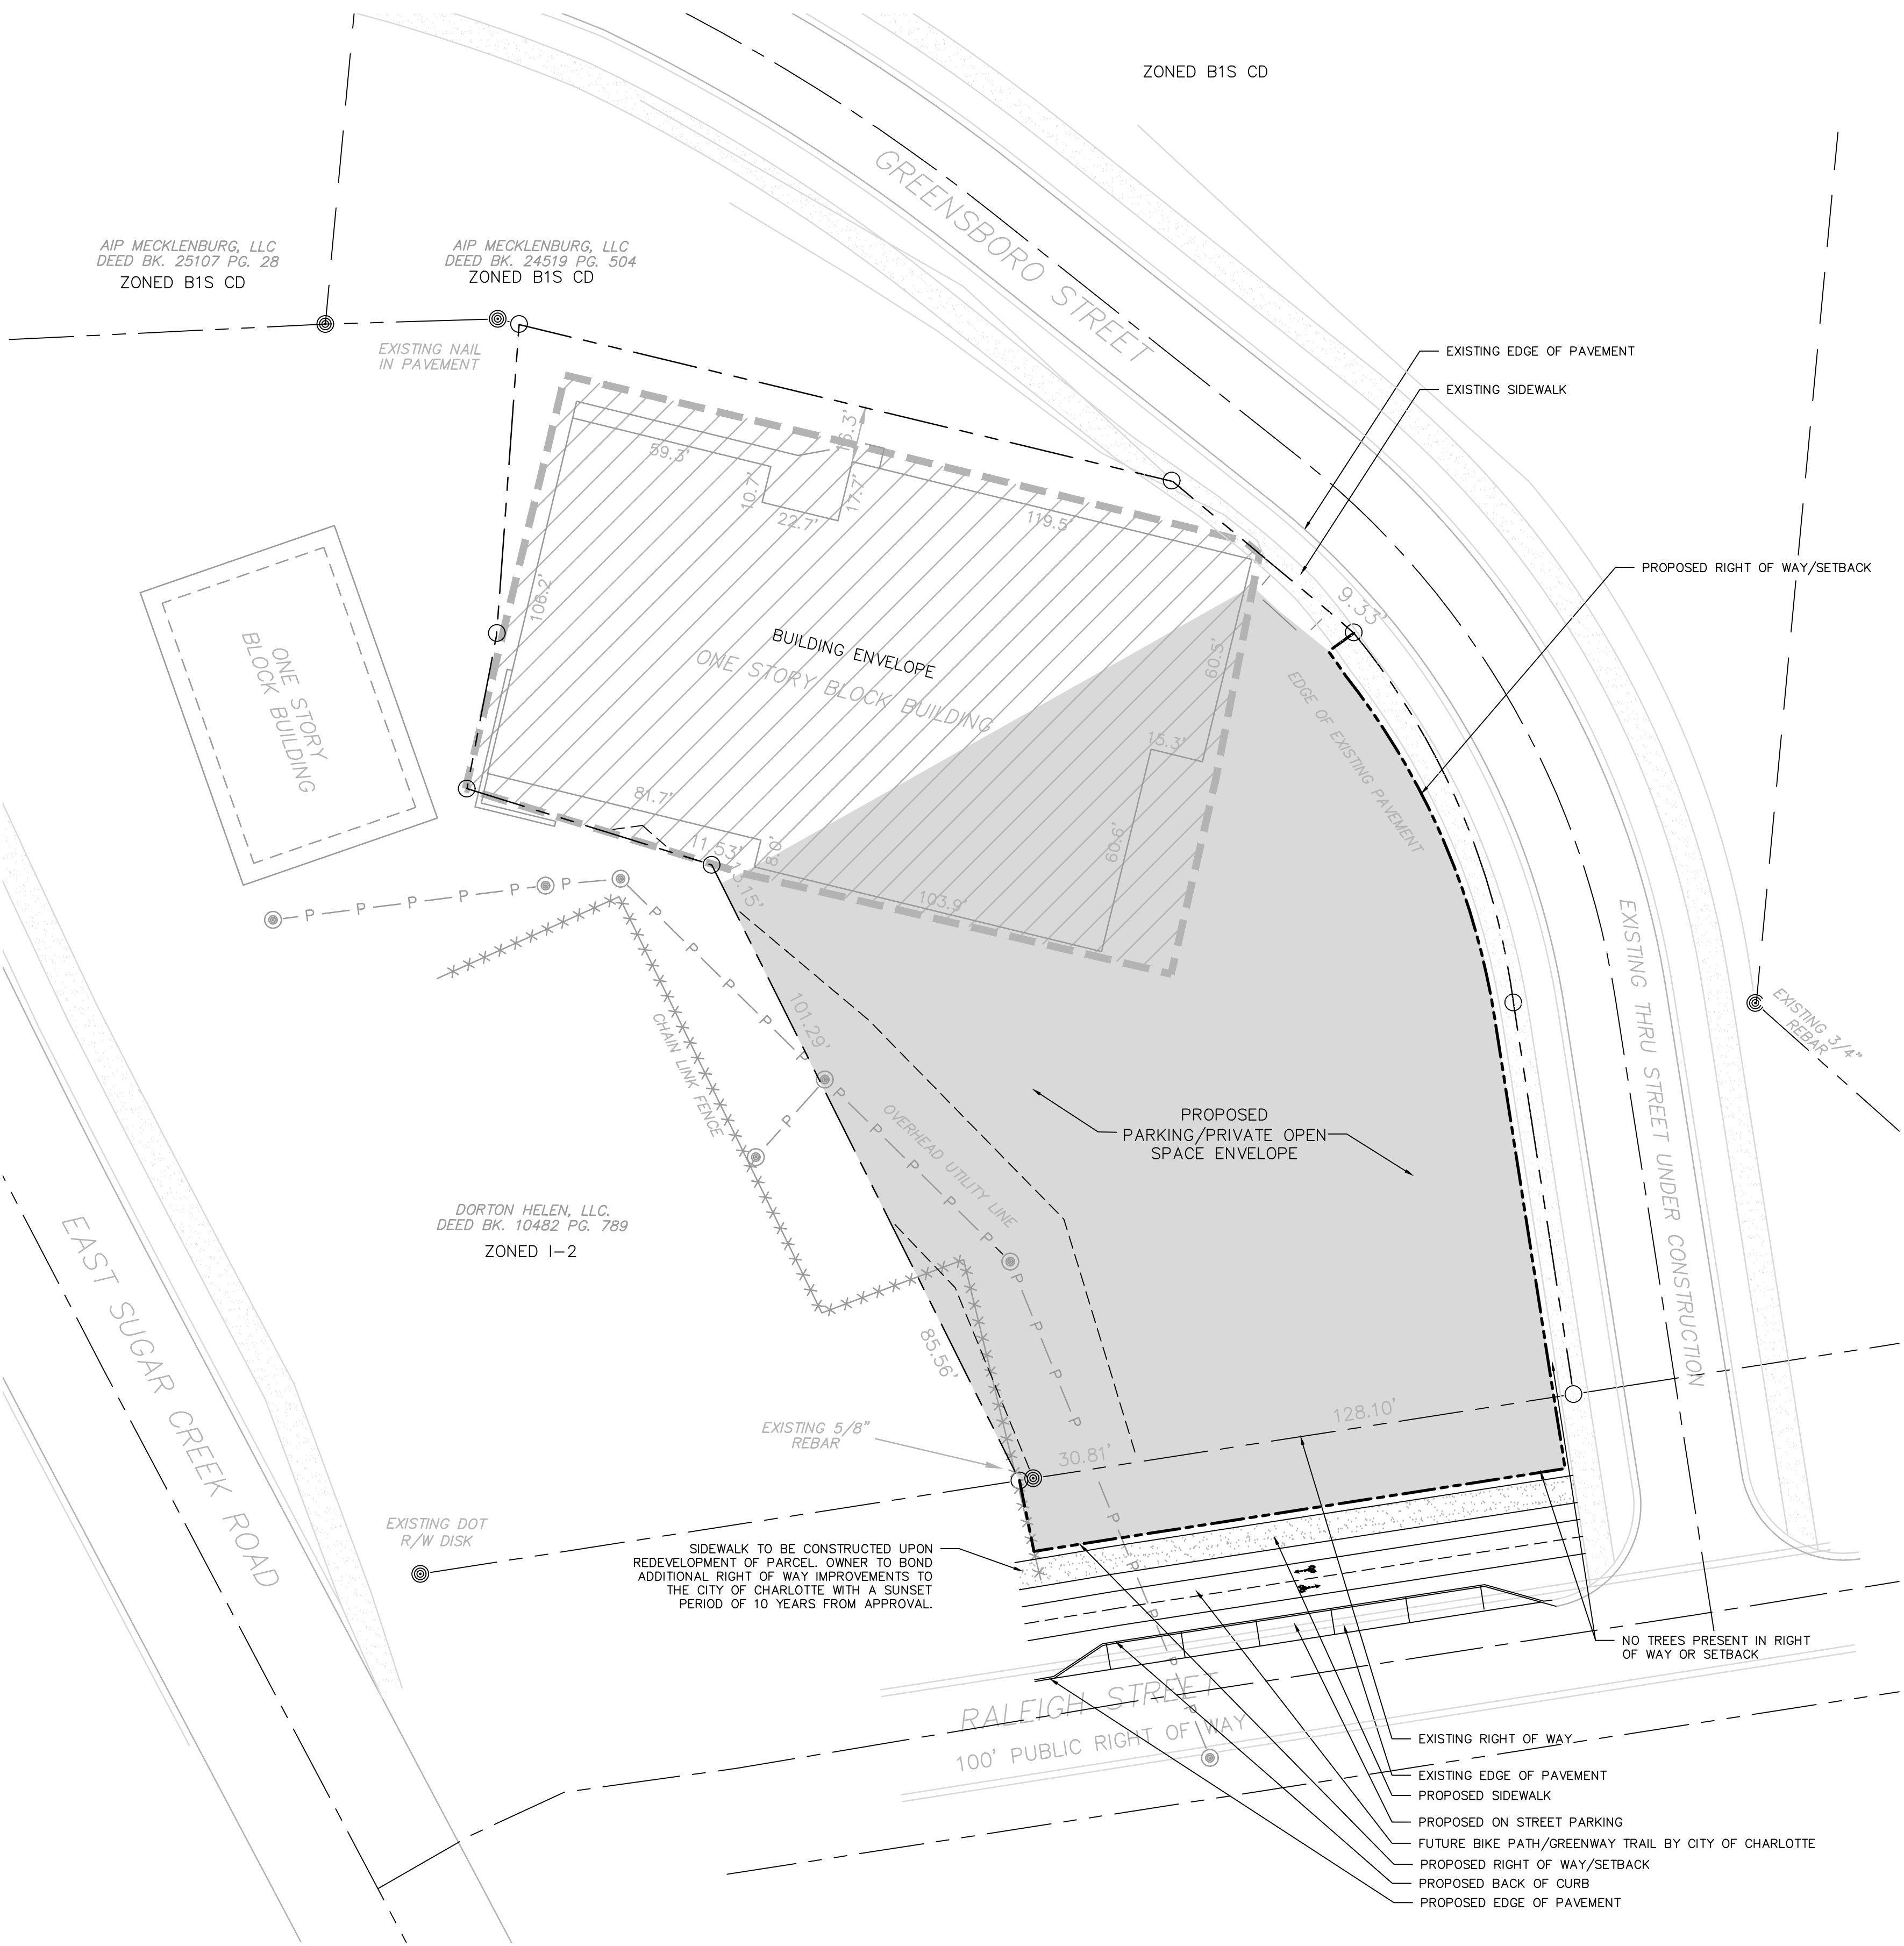 ZONED B1S CD
GREENSBORO STREET
AIP MECKLENBURG, LLC
DEED BK. 25107 PG. 28
ZONED B1S CD
AIP MECKLENBURG, LLC
DEED BK. 24519 PG. 504
ZONED B1S CD
EXISTING NAIL
IN PAVEMENT
EXISTING EDGE OF PAVEMENT
EXISTING SIDEWALK
PROPOSED RIGHT OF WAY/SETBACK
59.3'
10.7'
22.7'
17.7'
119.5'
9.33'
106.2'
60.5'
BUILDING ENVELOPE
ONE STORY BLOCK BUILDING
ONE STORY
BLOCK BUILDING
EDGE OF EXISTING PAVEMENT
15.3'
81.7'
11.53'
8.0'
60.6'
103.9'
101.29'
CHAIN LINK FENCE
P P P P P P
P P P P P P P P P
OVERHEAD UTILITY LINE
P P P P P P
EXISTING THRU STREET UNDER CONSTRUCTION
EXISTING 3/4"
REBAR
PROPOSED
PARKING/PRIVATE OPEN
SPACE ENVELOPE
DORTON HELEN, LLC.
DEED BK. 10482 PG. 789
ZONED I-2
EAST SUGAR CREEK ROAD
85.56'
128.10'
30.81'
EXISTING 5/8"
REBAR
EXISTING DOT
R/W DISK
SIDEWALK TO BE CONSTRUCTED UPON
REDEVELOPMENT OF PARCEL. OWNER TO BOND
ADDITIONAL RIGHT OF WAY IMPROVEMENTS TO
THE CITY OF CHARLOTTE WITH A SUNSET
PERIOD OF 10 YEARS FROM APPROVAL.
NO TREES PRESENT IN RIGHT
OF WAY OR SETBACK
RALEIGH STREET
100' PUBLIC RIGHT OF WAY
EXISTING RIGHT OF WAY
EXISTING EDGE OF PAVEMENT
PROPOSED SIDEWALK
PROPOSED ON STREET PARKING
FUTURE BIKE PATH/GREENWAY TRAIL BY CITY OF CHARLOTTE
PROPOSED RIGHT OF WAY/SETBACK
PROPOSED BACK OF CURB
PROPOSED EDGE OF PAVEMENT